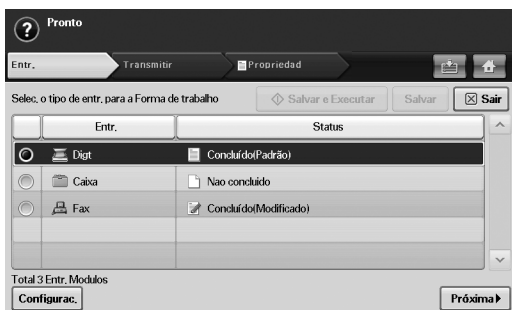 Pronto
Entr. Transmitir Propriedad
Selec. o tipo de entr. para a Forma de trabalho Salvar e Executar Salvar Sair
Entr. Status
Digt Concluído(Padrão)
Caixa Nao concluido
Fax Concluído(Modificado)
Total 3 Entr. Modulos
Configurac. Próxima